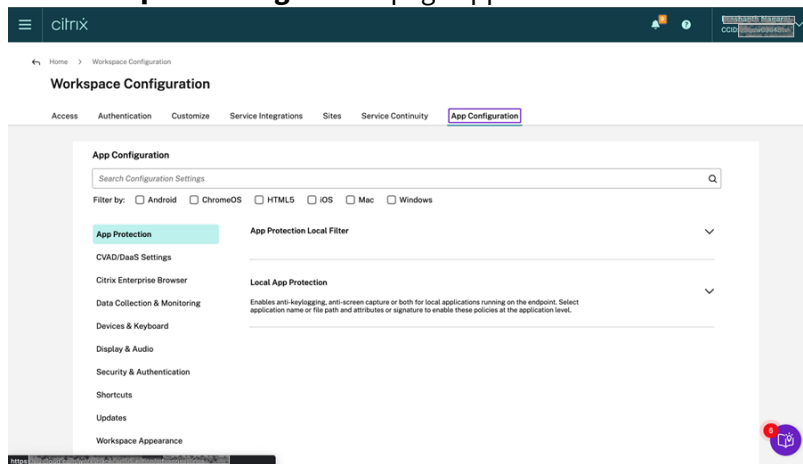 citrix
8
?
CCID:
Home > Workspace Configuration
Workspace Configuration
Access Authentication Customize Service Integrations Sites Service Continuity App Configuration
App Configuration
Search Configuration Settings
Filter by: Android ChromeOS HTML5 iOS Mac Windows
App Protection
App Protection Local Filter
CVAD/DaaS Settings
Citrix Enterprise Browser
Local App Protection
Data Collection & Monitoring
Enables anti-keylogging, anti-screen capture or both for local applications running on the endpoint. Select
application name or file path and attributes or signature to enable these policies at the application level.
Devices & Keyboard
Display & Audio
Security & Authentication
Shortcuts
Updates
Workspace Appearance
6
https